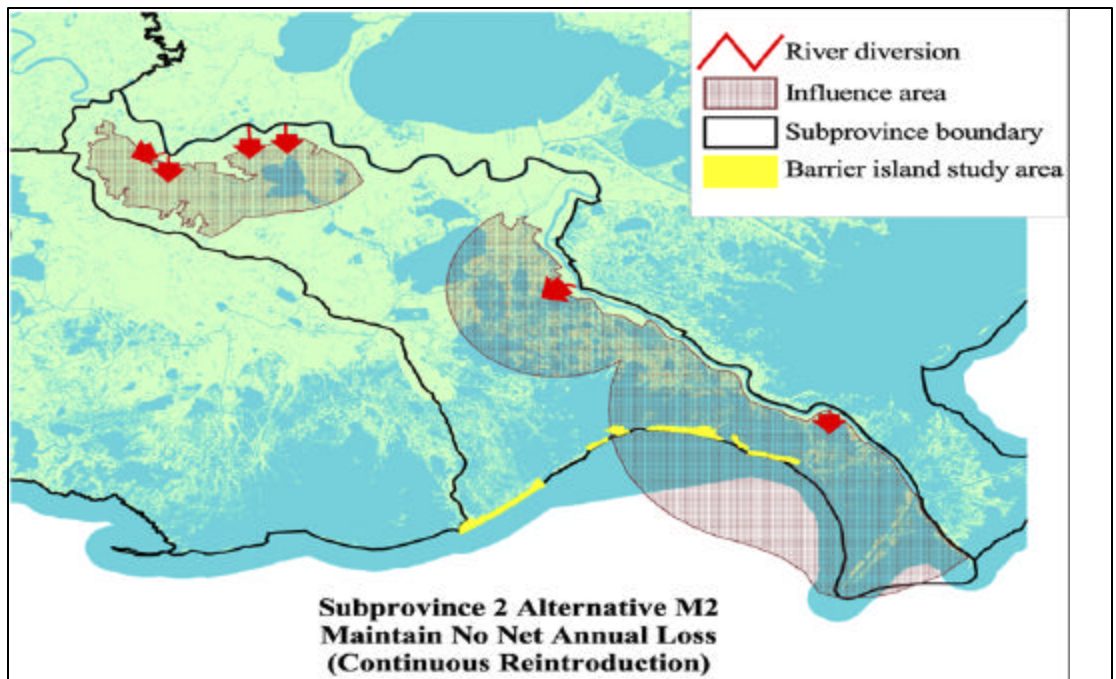 River diversion
Influence area
Subprovince boundary
Barrier island study area
Subprovince 2 Alternative M2
Maintain No Net Annual Loss
(Continuous Reintroduction)